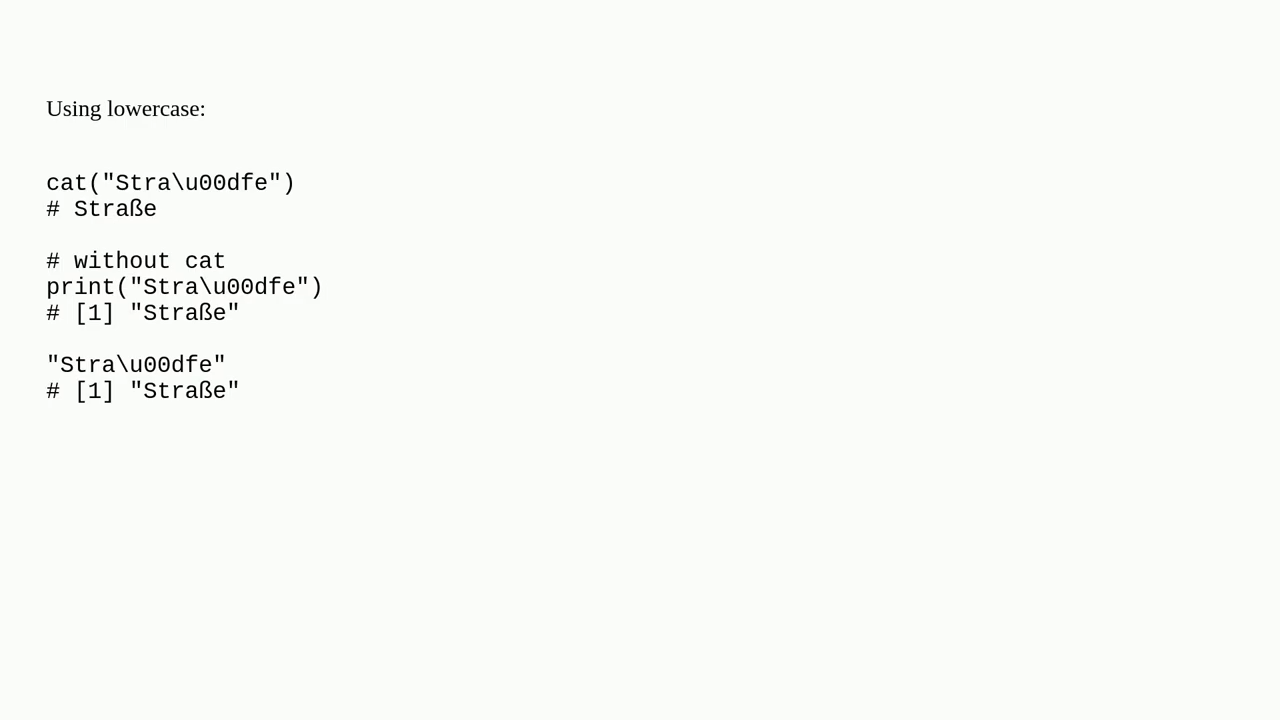 Using lowercase:
cat("Stra\u00dfe")
# Straße
# without cat
print("Stra\u00dfe")
# [1] "Straße"
"Stra\u00dfe"
# [1] "Straße"